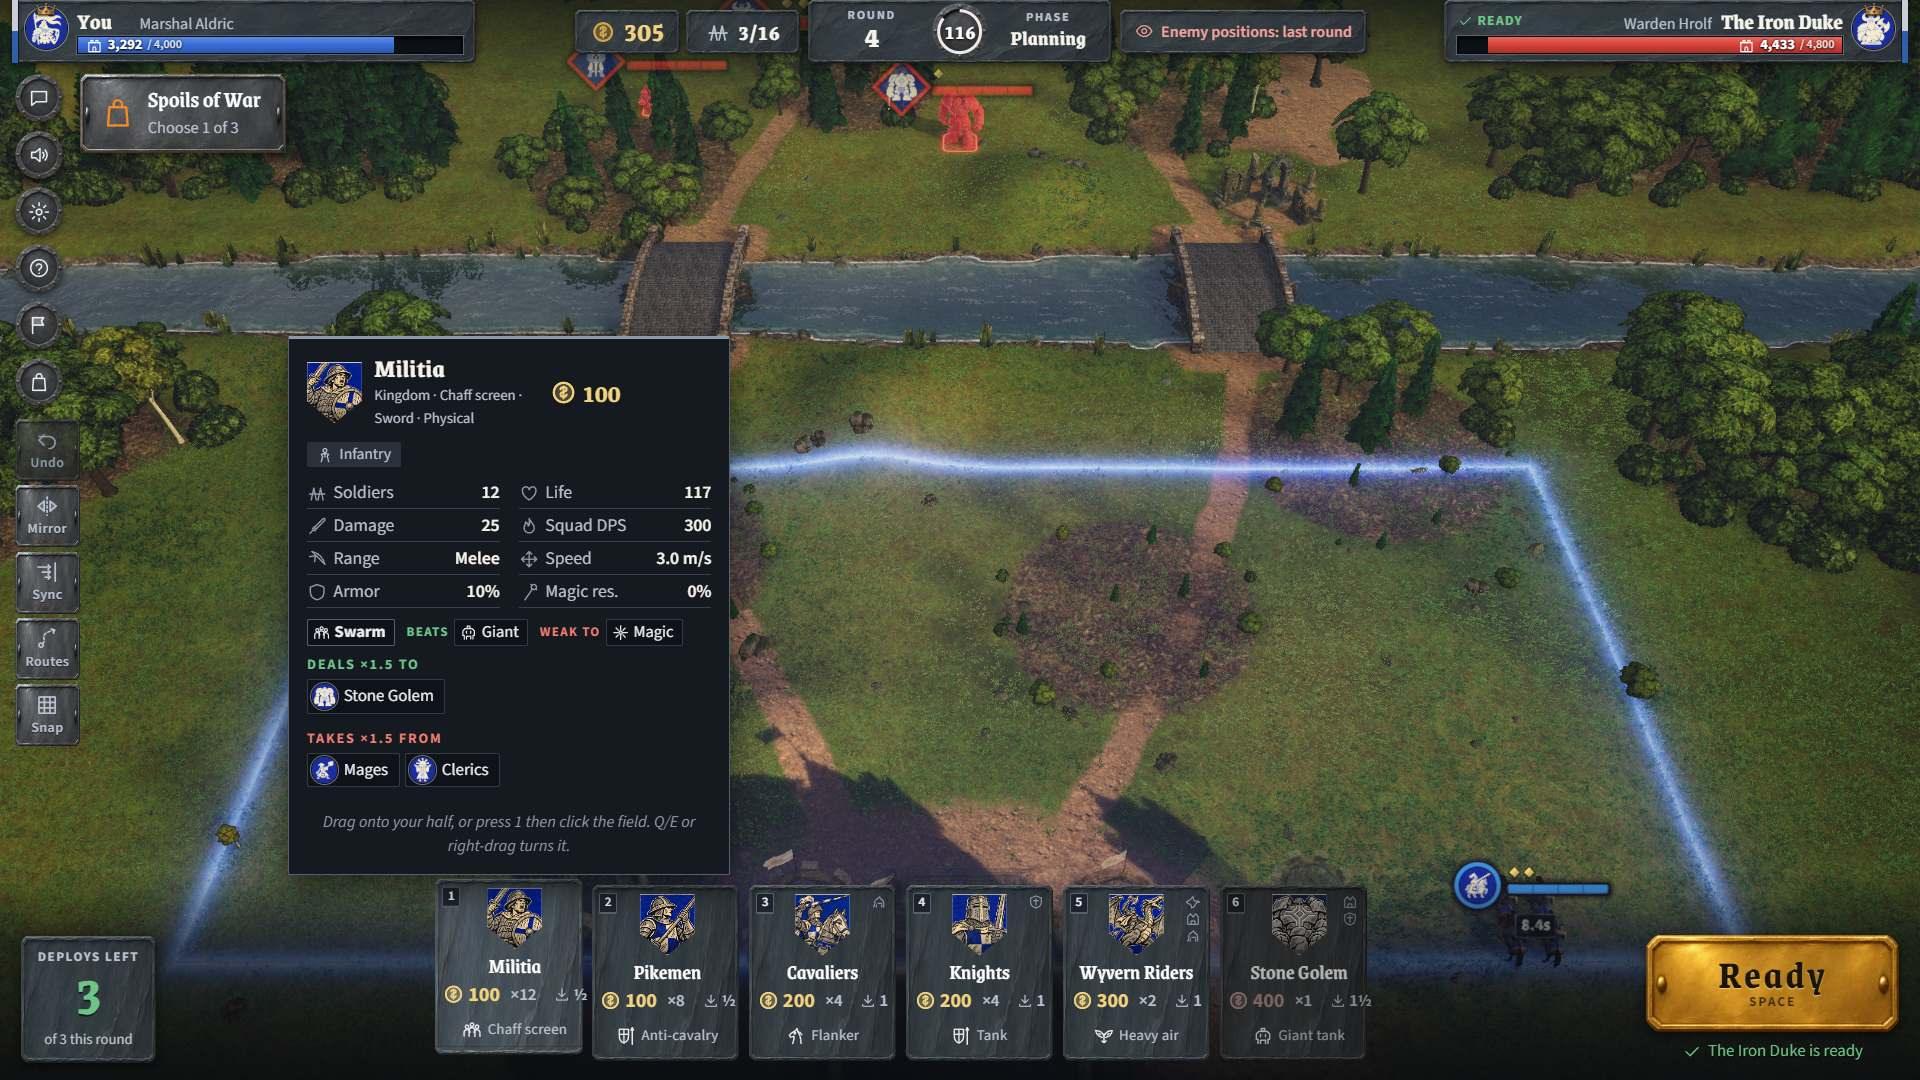 You Marshal Aldric
3,292 / 4,000
305
3/16
ROUND
4
116
PHASE
Planning
Enemy positions: last round
READY
Warden Hrolf The Iron Duke
4,433 / 4,800
Spoils of War
Choose 1 of 3
Undo
Mirror
Sync
Routes
Snap
Militia
Kingdom · Chaff screen ·
Sword · Physical
100
Infantry
Soldiers 12 Life 117
Damage 25 Squad DPS 300
Range Melee Speed 3.0 m/s
Armor 10% Magic res. 0%
Swarm BEATS Giant WEAK TO Magic
DEALS ×1.5 TO
Stone Golem
TAKES ×1.5 FROM
Mages Clerics
Drag onto your half, or press 1 then click the field. Q/E or
right-drag turns it.
DEPLOYS LEFT
3
of 3 this round
1
Militia
100 ×12 ½
Chaff screen
2
Pikemen
100 ×8 ½
Anti-cavalry
3
Cavaliers
200 ×4 1
Flanker
4
Knights
200 ×4 1
Tank
5
Wyvern Riders
300 ×2 1
Heavy air
6
Stone Golem
400 ×1 1½
Giant tank
8.4s
Ready
SPACE
The Iron Duke is ready